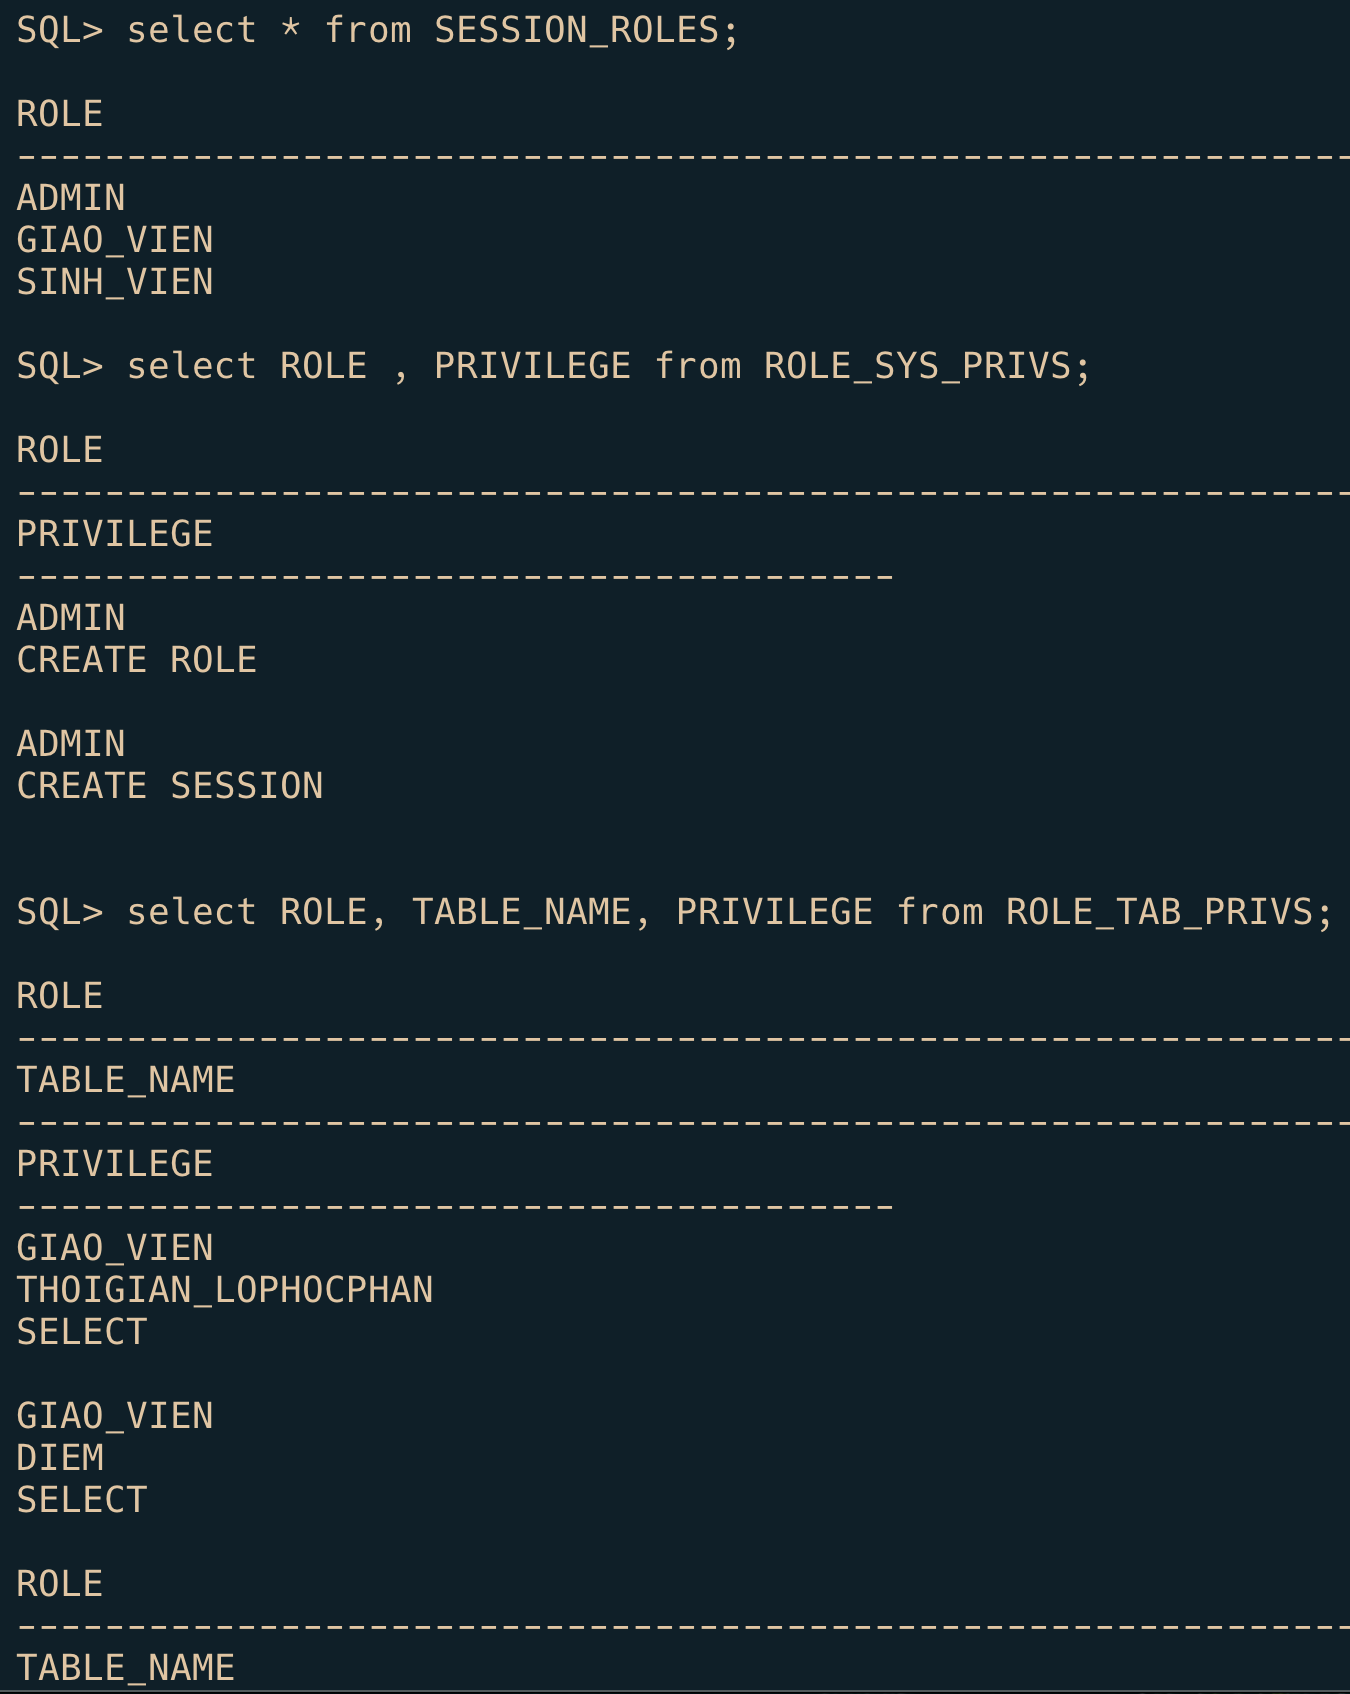 SQL> select * from SESSION_ROLES;
ROLE
-------------------------------------------------------------
ADMIN
GIAO_VIEN
SINH_VIEN
SQL> select ROLE , PRIVILEGE from ROLE_SYS_PRIVS;
ROLE
-------------------------------------------------------------
PRIVILEGE
----------------------------------------
ADMIN
CREATE ROLE
ADMIN
CREATE SESSION
SQL> select ROLE, TABLE_NAME, PRIVILEGE from ROLE_TAB_PRIVS;
ROLE
-------------------------------------------------------------
TABLE_NAME
-------------------------------------------------------------
PRIVILEGE
----------------------------------------
GIAO_VIEN
THOIGIAN_LOPHOCPHAN
SELECT
GIAO_VIEN
DIEM
SELECT
ROLE
-------------------------------------------------------------
TABLE_NAME